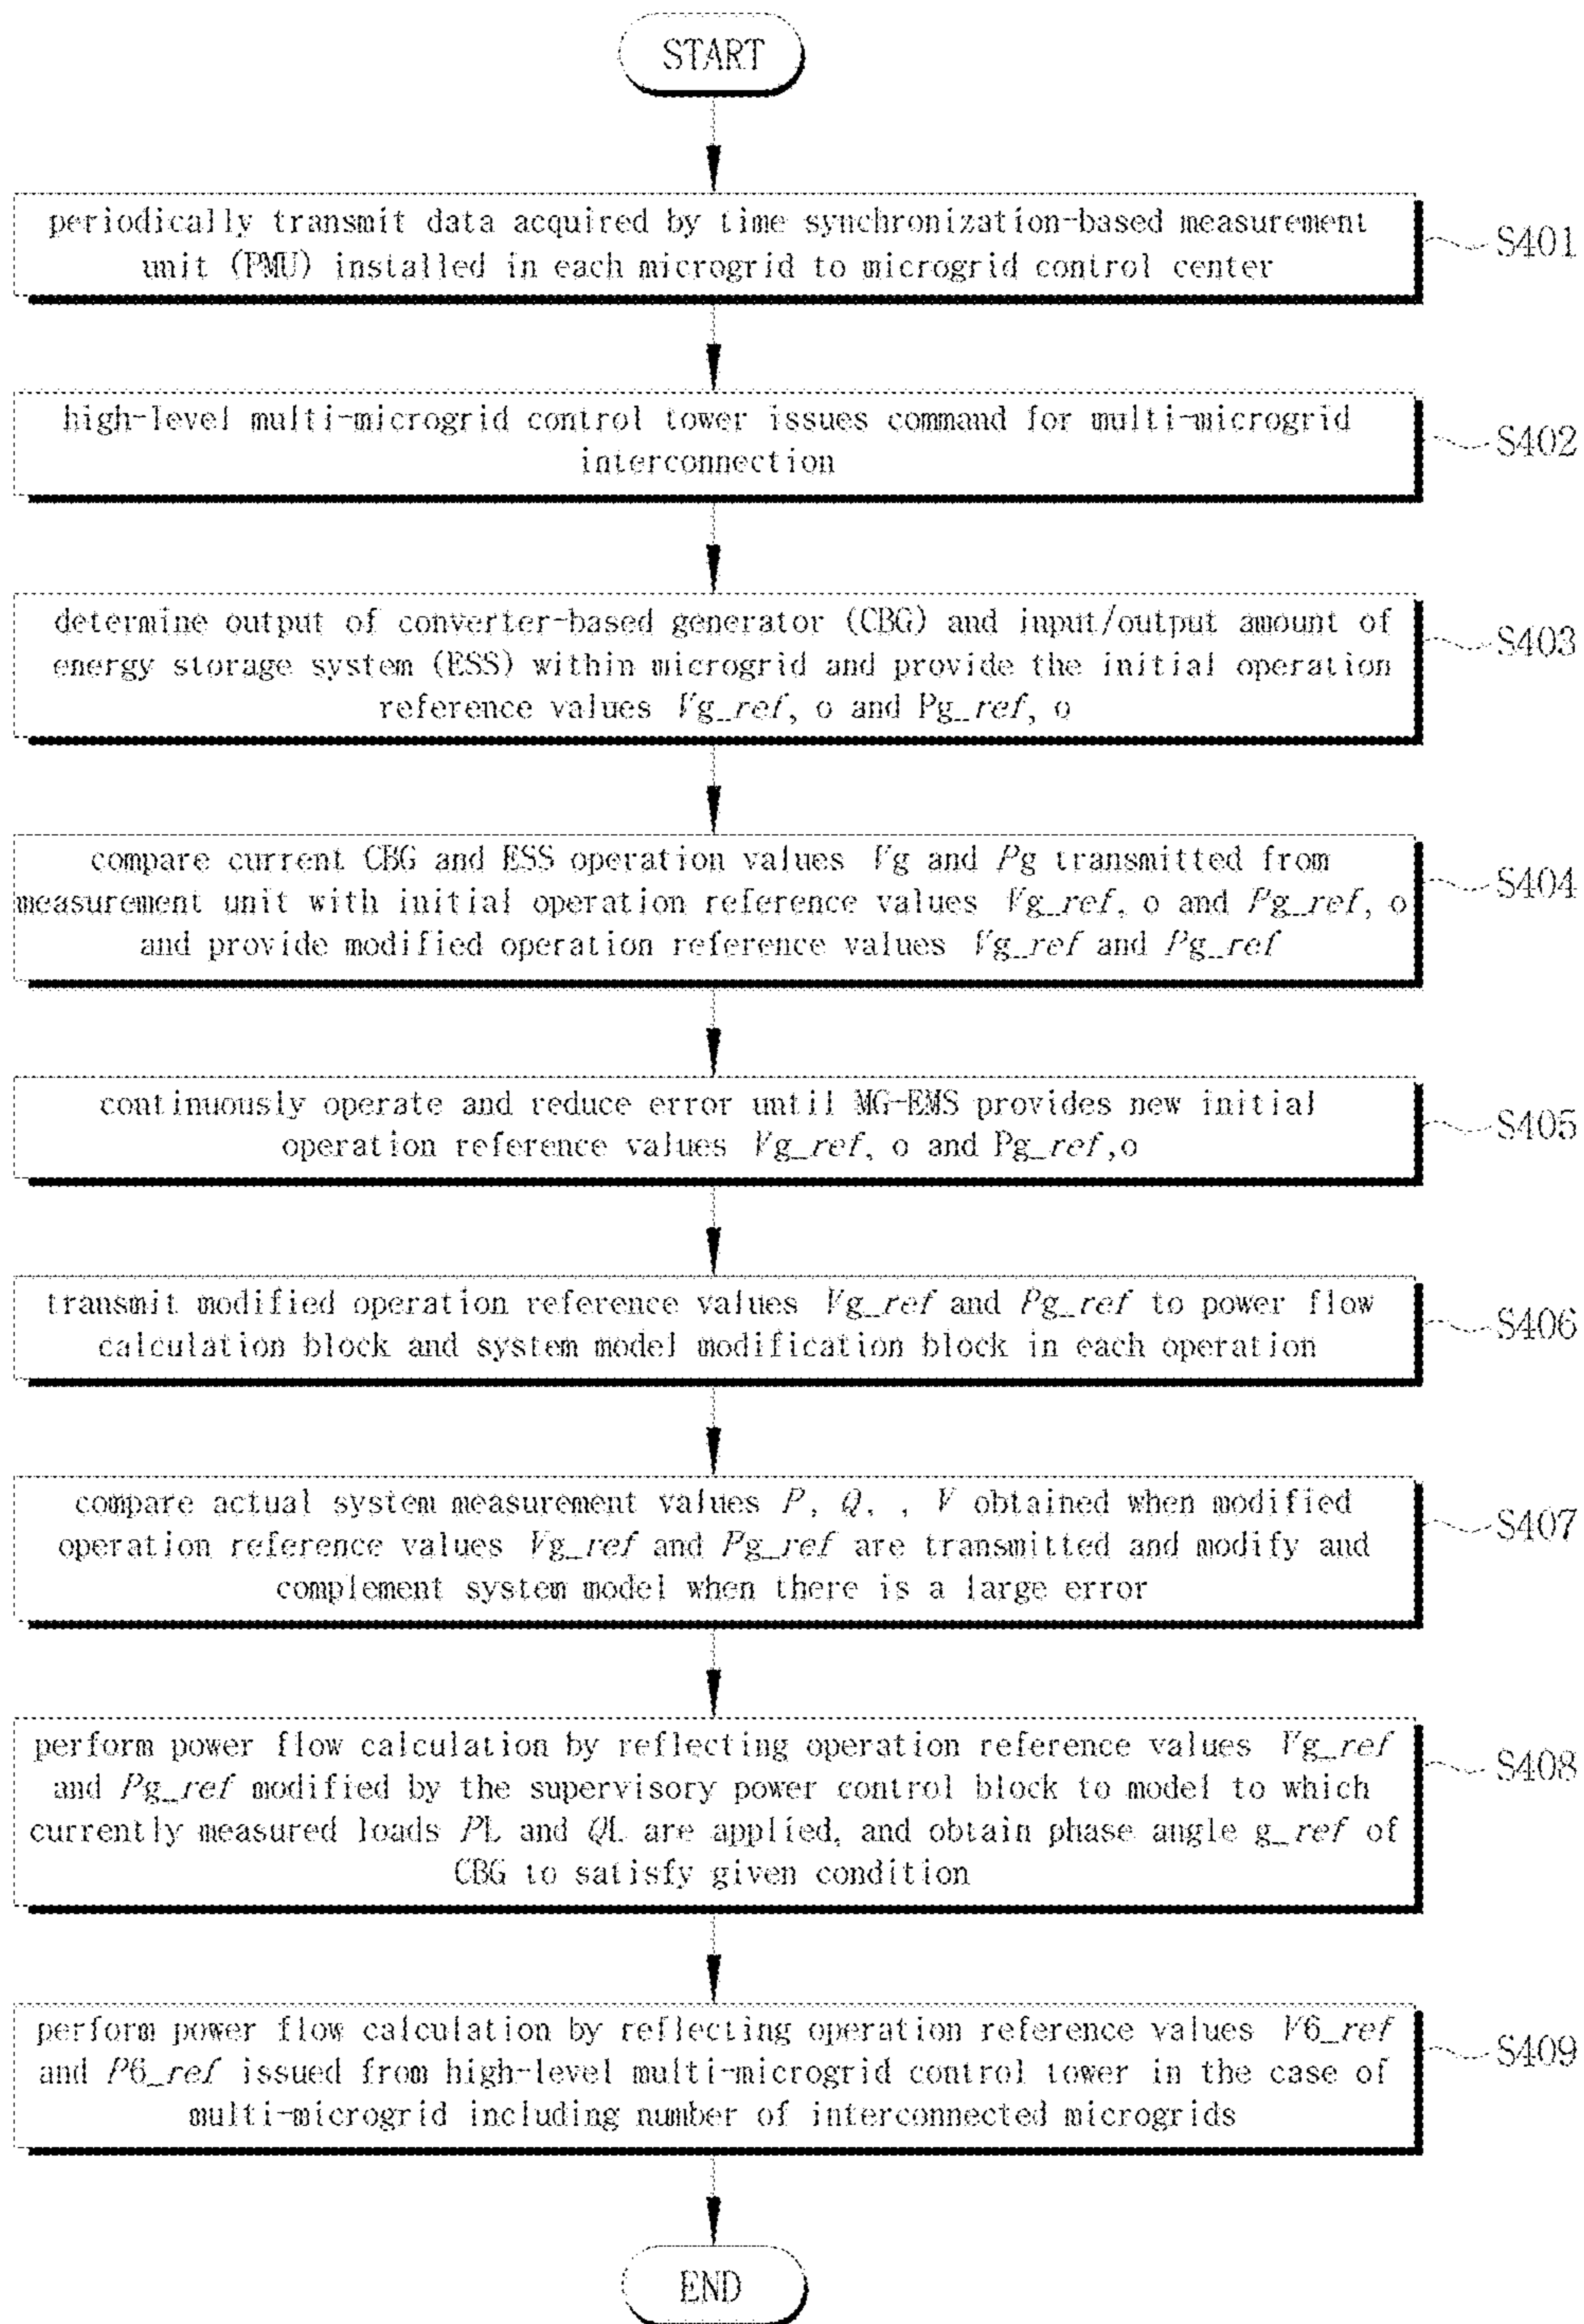 START
periodically transmit data acquired by time synchronization-based measurement
unit (PMU) installed in each microgrid to microgrid control center
S401
high-level multi-microgrid control tower issues command for multi-microgrid
interconnection
S402
determine output of converter-based generator (CBG) and input/output amount of
energy storage system (ESS) within microgrid and provide the initial operation
reference values Vg_ref, o and Pg_ref, o
S403
compare current CBG and ESS operation values Vg and Pg transmitted from
measurement unit with initial operation reference values Vg_ref, o and Pg_ref, o
and provide modified operation reference values Vg_ref and Pg_ref
S404
continuously operate and reduce error until MG-EMS provides new initial
operation reference values Vg_ref, o and Pg_ref,o
S405
transmit modified operation reference values Vg_ref and Pg_ref to power flow
calculation block and system model modification block in each operation
S406
compare actual system measurement values P, Q, , V obtained when modified
operation reference values Vg_ref and Pg_ref are transmitted and modify and
complement system model when there is a large error
S407
perform power flow calculation by reflecting operation reference values Vg_ref
and Pg_ref modified by the supervisory power control block to model to which
currently measured loads PL and QL are applied, and obtain phase angle g_ref of
CBG to satisfy given condition
S408
perform power flow calculation by reflecting operation reference values V6_ref
and P6_ref issued from high-level multi-microgrid control tower in the case of
multi-microgrid including number of interconnected microgrids
S409
END